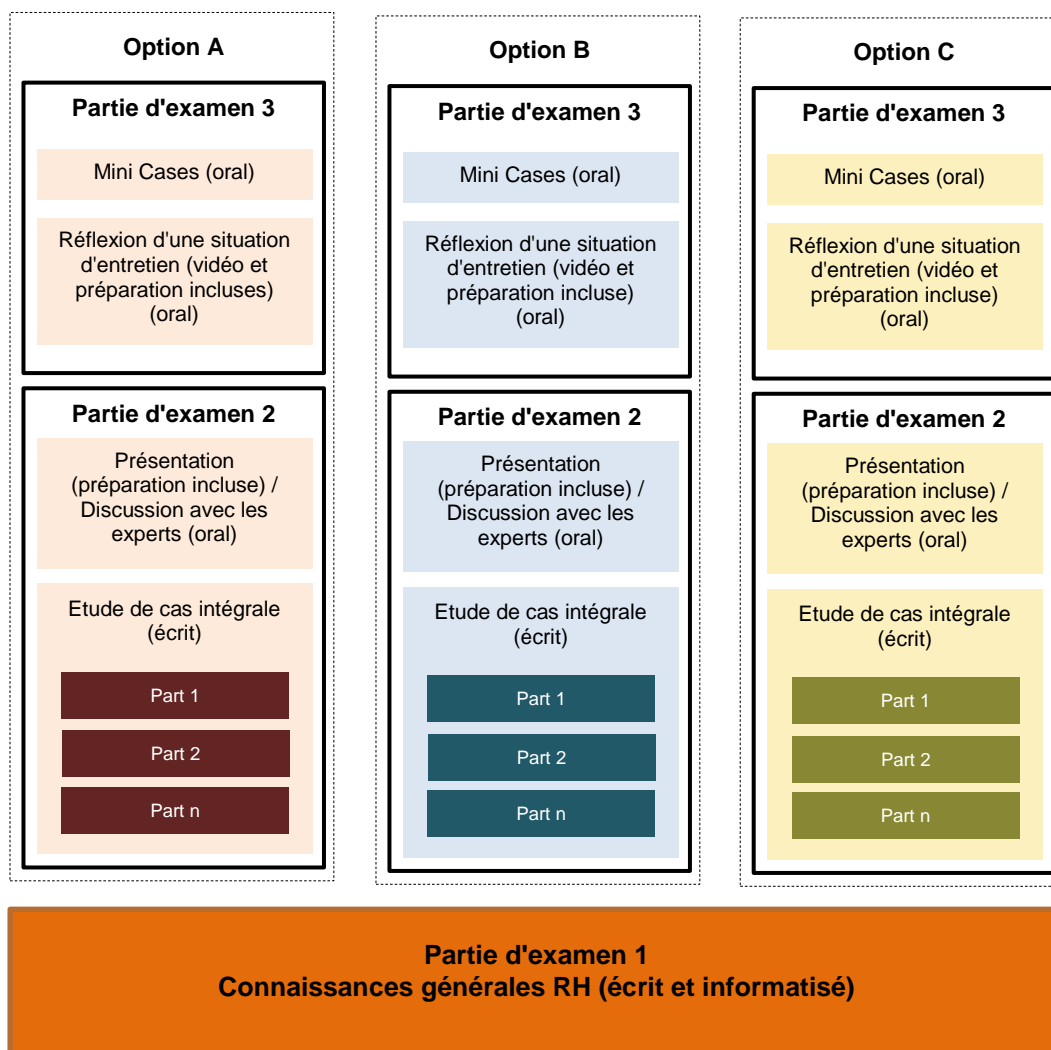 Option A
Partie d'examen 3
Mini Cases (oral)
Réflexion d'une situation
d'entretien (vidéo et
préparation incluses)
(oral)
Partie d'examen 2
Présentation
(préparation incluse) /
Discussion avec les
experts (oral)
Etude de cas intégrale
(écrit)
Part 1
Part 2
Part n
Option B
Partie d'examen 3
Mini Cases (oral)
Réflexion d'une situation
d'entretien (vidéo et
préparation incluse)
(oral)
Partie d'examen 2
Présentation
(préparation incluse) /
Discussion avec les
experts (oral)
Etude de cas intégrale
(écrit)
Part 1
Part 2
Part n
Option C
Partie d'examen 3
Mini Cases (oral)
Réflexion d'une situation
d'entretien (vidéo et
préparation incluse)
(oral)
Partie d'examen 2
Présentation
(préparation incluse) /
Discussion avec les
experts (oral)
Etude de cas intégrale
(écrit)
Part 1
Part 2
Part n
Partie d'examen 1
Connaissances générales RH (écrit et informatisé)